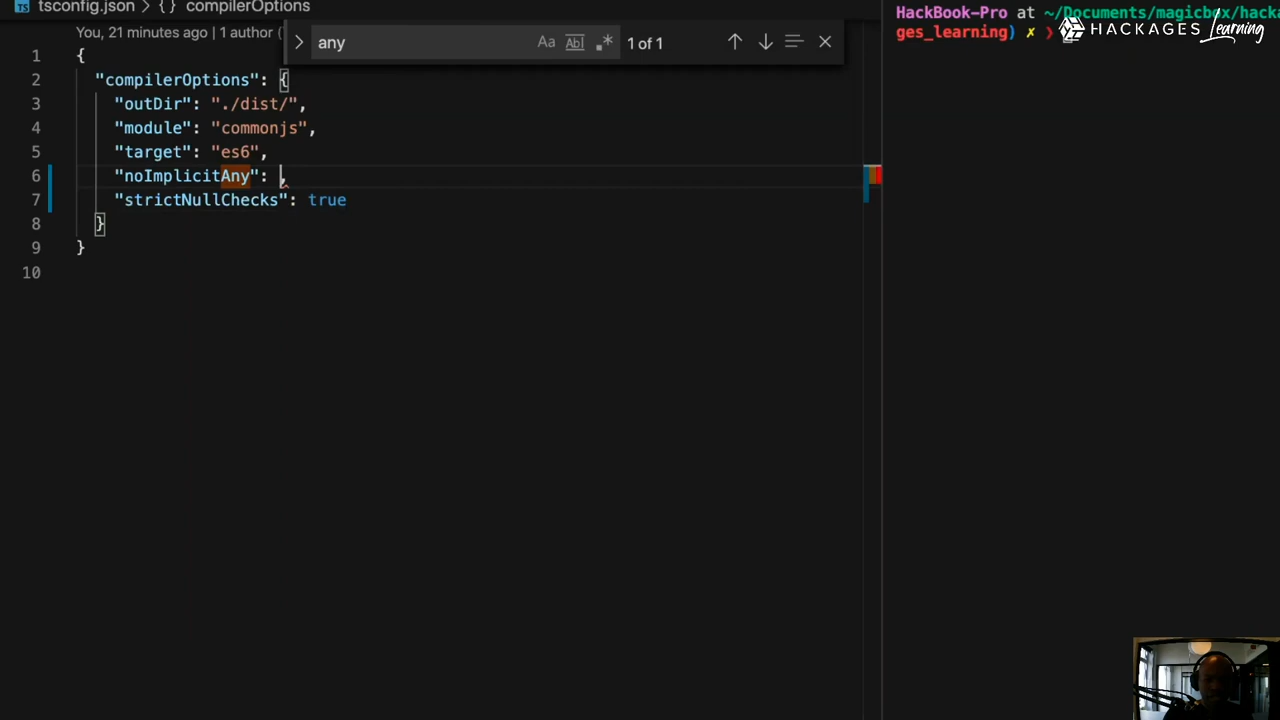 tsconfig.json > {} compilerOptions
You, 21 minutes ago | 1 author (
> any Aa Ab| .* 1 of 1
1 {
2 "compilerOptions": {
3 "outDir": "./dist/",
4 "module": "commonjs",
5 "target": "es6",
6 "noImplicitAny": ,
7 "strictNullChecks": true
8 }
9 }
10
HackBook-Pro at ~/Documents/magicbox/hacka
ges_learning) ✗ ❯
HACKAGES Learning